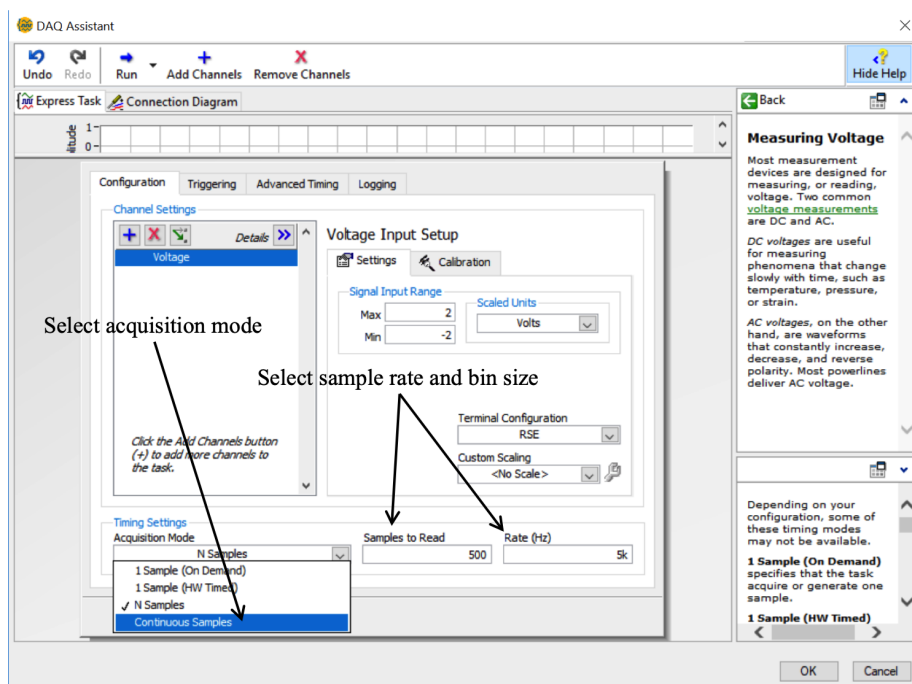 DAQ Assistant
Undo Redo Run Add Channels Remove Channels
Hide Help
Express Task Connection Diagram
1
0
Configuration Triggering Advanced Timing Logging
Channel Settings
Details
Voltage
Click the Add Channels button
(+) to add more channels to
the task.
Voltage Input Setup
Settings Calibration
Signal Input Range
Max 2
Min -2
Scaled Units
Volts
Select acquisition mode
Select sample rate and bin size
Terminal Configuration
RSE
Custom Scaling
<No Scale>
Timing Settings
Acquisition Mode Samples to Read Rate (Hz)
N Samples 500 5k
1 Sample (On Demand)
1 Sample (HW Timed)
✓ N Samples
Continuous Samples
Back
Measuring Voltage
Most measurement
devices are designed for
measuring, or reading,
voltage. Two common
voltage measurements
are DC and AC.
DC voltages are useful
for measuring
phenomena that change
slowly with time, such as
temperature, pressure,
or strain.
AC voltages, on the other
hand, are waveforms
that constantly increase,
decrease, and reverse
polarity. Most powerlines
deliver AC voltage.
Depending on your
configuration, some of
these timing modes
may not be available.
1 Sample (On Demand)
specifies that the task
acquire or generate one
sample.
1 Sample (HW Timed)
OK Cancel